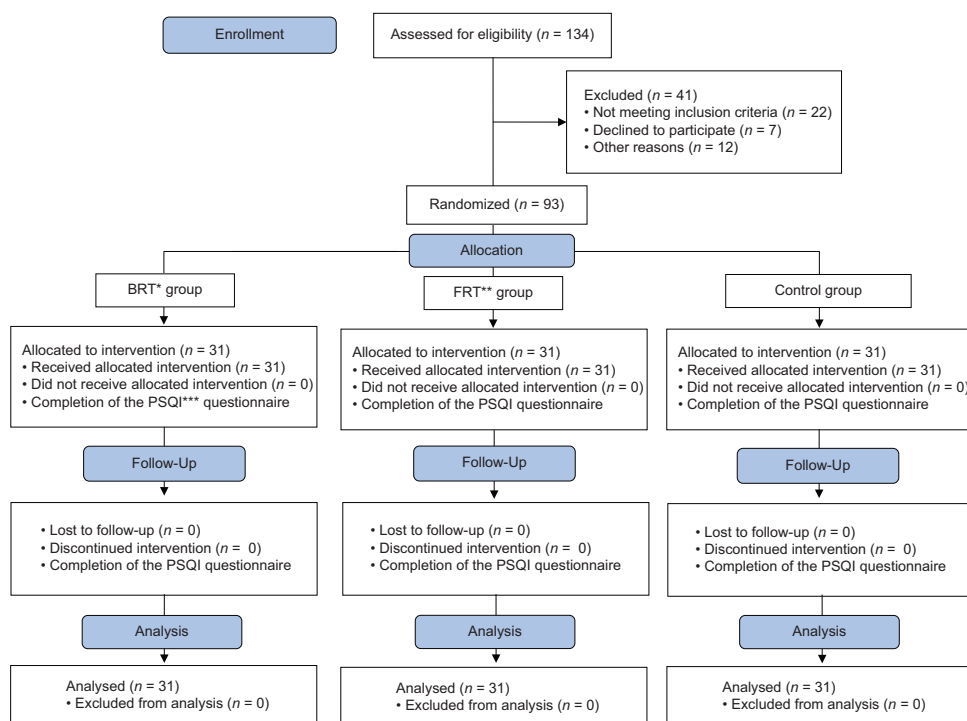 Enrollment
Assessed for eligibility (n = 134)
Excluded (n = 41)
• Not meeting inclusion criteria (n = 22)
• Declined to participate (n = 7)
• Other reasons (n = 12)
Randomized (n = 93)
Allocation
BRT* group
Allocated to intervention (n = 31)
• Received allocated intervention (n = 31)
• Did not receive allocated intervention (n = 0)
• Completion of the PSQI*** questionnaire
Follow-Up
• Lost to follow-up (n = 0)
• Discontinued intervention (n = 0)
• Completion of the PSQI questionnaire
Analysis
Analysed (n = 31)
• Excluded from analysis (n = 0)
FRT** group
Allocated to intervention (n = 31)
• Received allocated intervention (n = 31)
• Did not receive allocated intervention (n = 0)
• Completion of the PSQI questionnaire
Follow-Up
• Lost to follow-up (n = 0)
• Discontinued intervention (n = 0)
• Completion of the PSQI questionnaire
Analysis
Analysed (n = 31)
• Excluded from analysis (n = 0)
Control group
Allocated to intervention (n = 31)
• Received allocated intervention (n = 31)
• Did not receive allocated intervention (n = 0)
• Completion of the PSQI questionnaire
Follow-Up
• Lost to follow-up (n = 0)
• Discontinued intervention (n = 0)
• Completion of the PSQI questionnaire
Analysis
Analysed (n = 31)
• Excluded from analysis (n = 0)